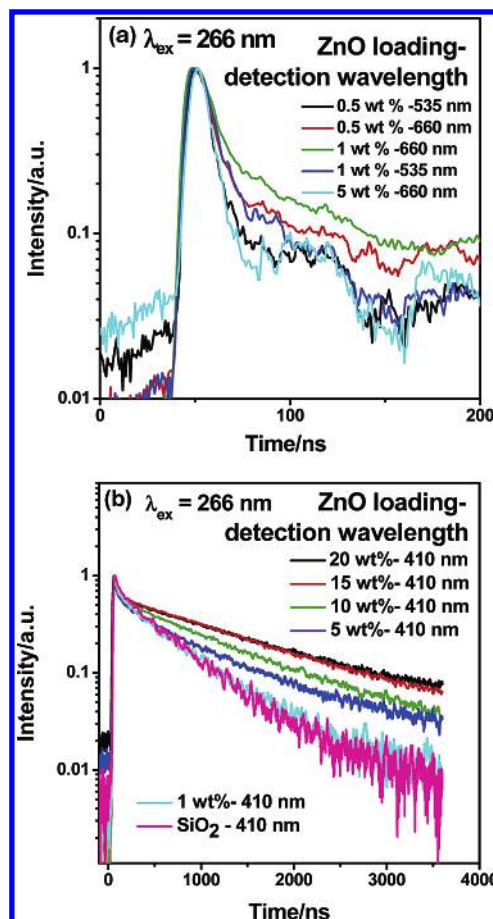 (a) λex = 266 nm
ZnO loading-
detection wavelength
0.5 wt % -535 nm
0.5 wt % -660 nm
1 wt % -660 nm
1 wt % -535 nm
5 wt % -660 nm
Intensity/a.u.
1
0.1
0.01
0
100
200
Time/ns
(b) λex = 266 nm
ZnO loading-
detection wavelength
20 wt%- 410 nm
15 wt%- 410 nm
10 wt%- 410 nm
5 wt%- 410 nm
Intensity/a.u.
1
0.1
0.01
1 wt%- 410 nm
SiO2 - 410 nm
0
1000
2000
3000
4000
Time/ns